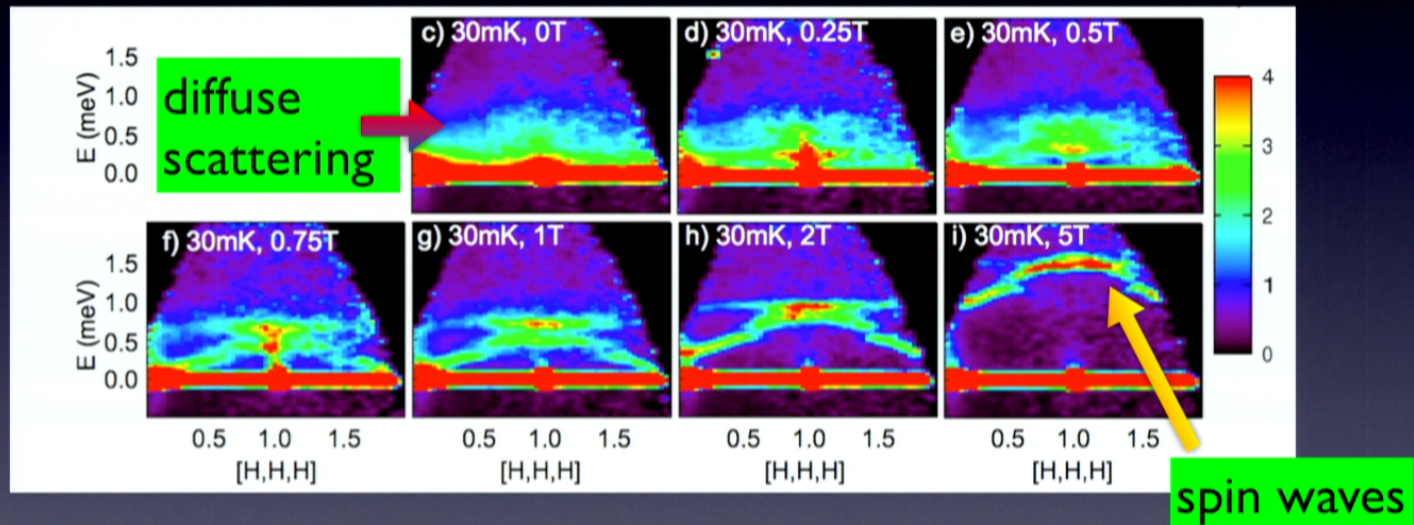 c) 30mK, 0T
d) 30mK, 0.25T
e) 30mK, 0.5T
E (meV)
1.5
1.0
0.5
0.0
diffuse
scattering
4
3
2
1
0
f) 30mK, 0.75T
g) 30mK, 1T
h) 30mK, 2T
i) 30mK, 5T
E (meV)
1.5
1.0
0.5
0.0
0.5 1.0 1.5
[H,H,H]
0.5 1.0 1.5
[H,H,H]
0.5 1.0 1.5
[H,H,H]
0.5 1.0 1.5
[H,H,H]
spin waves